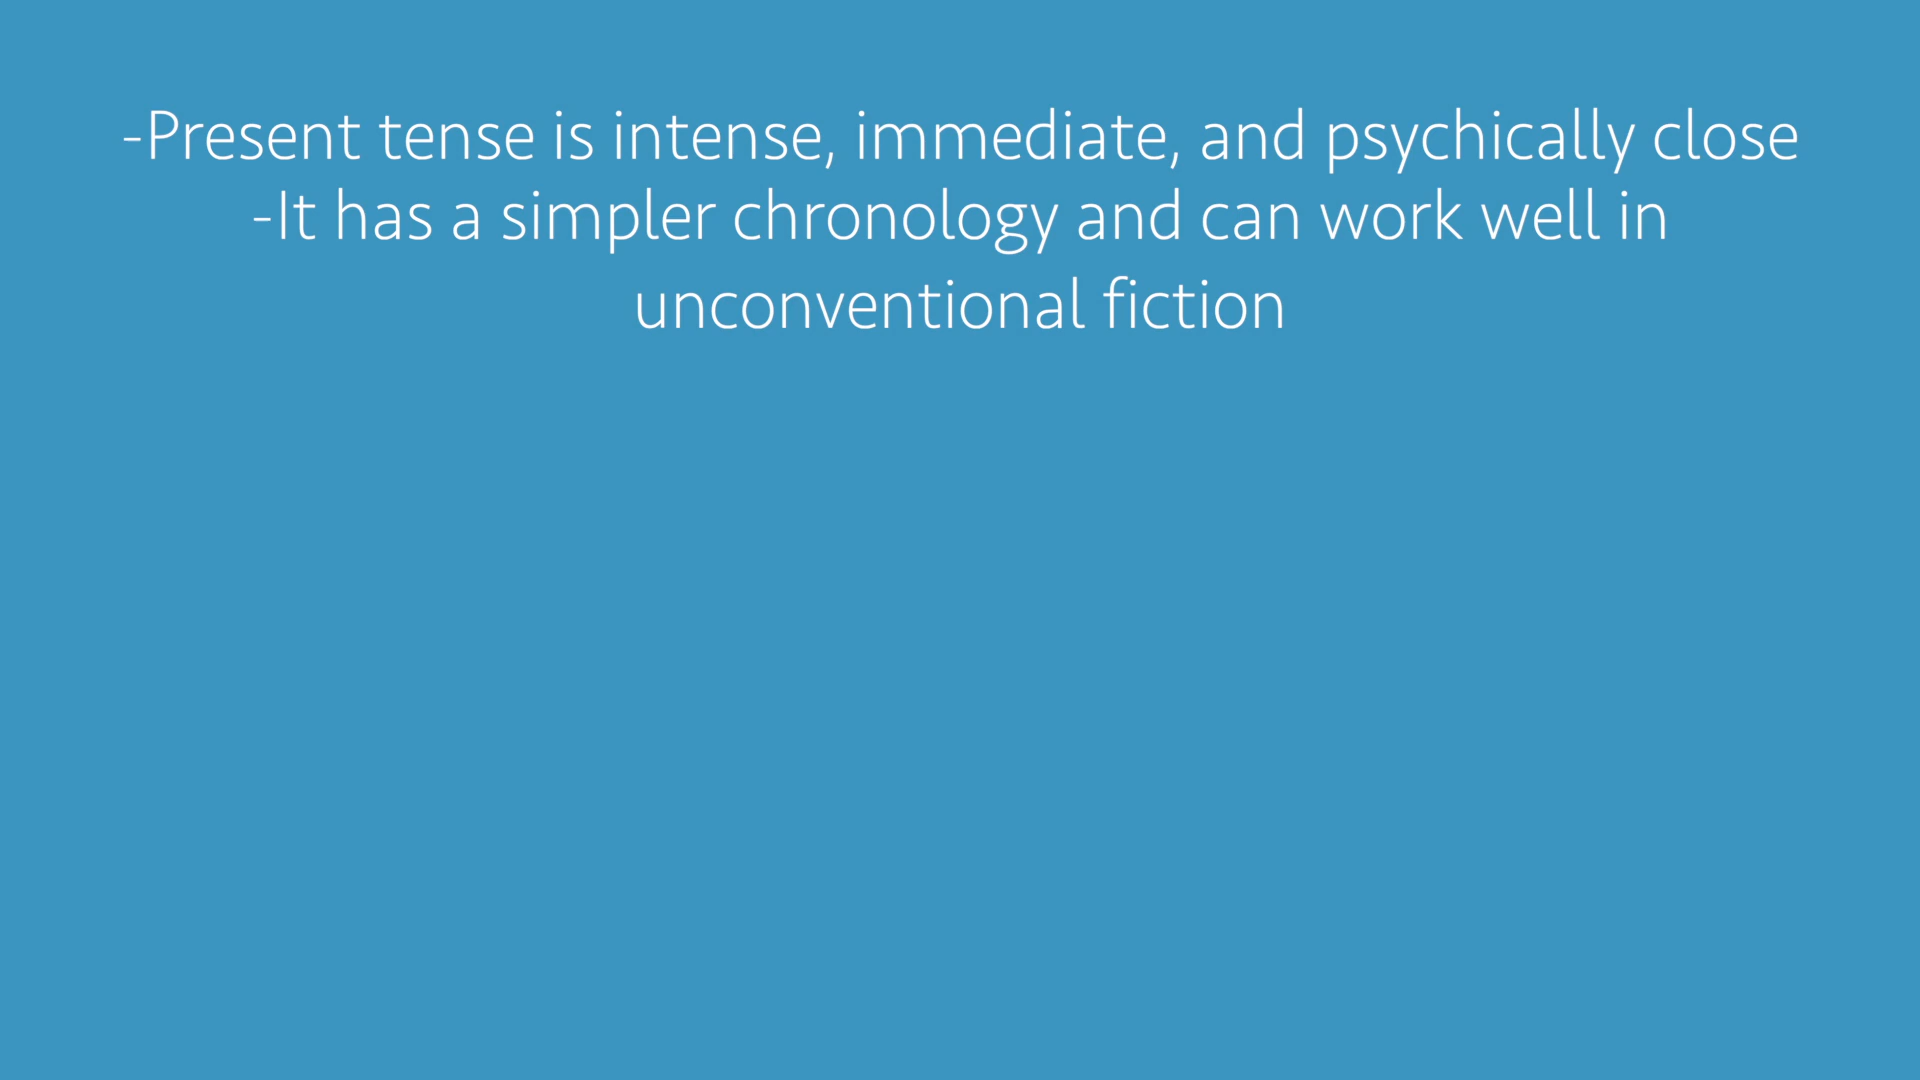 -Present tense is intense, immediate, and psychically close
-It has a simpler chronology and can work well in
unconventional fiction